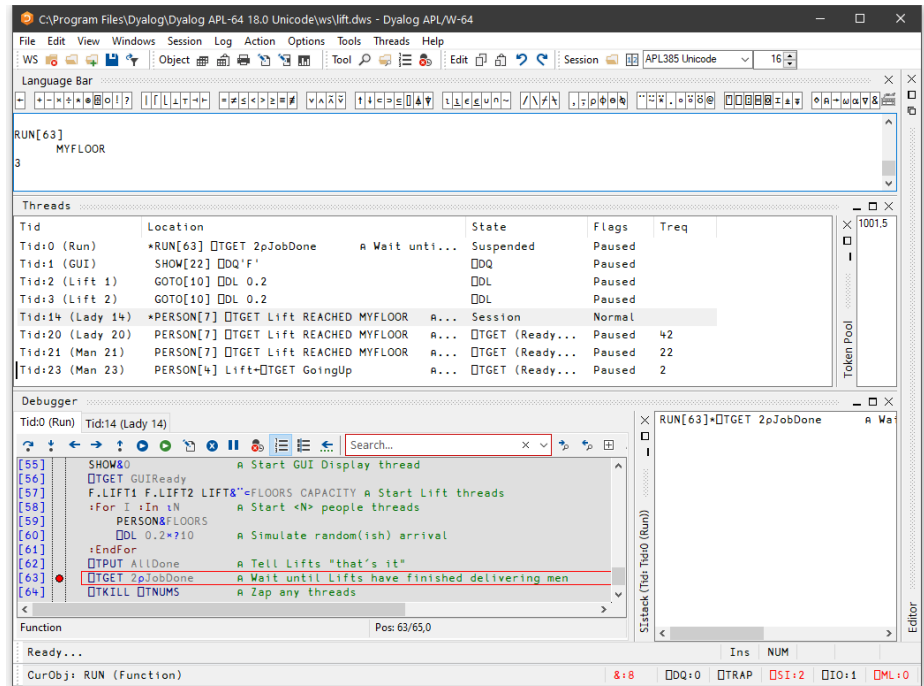 C:\Program Files\Dyalog\Dyalog APL-64 18.0 Unicode\ws\lift.dws - Dyalog APL/W-64
File Edit View Windows Session Log Action Options Tools Threads Help
WS Object Tool Edit Session APL385 Unicode 16
Language Bar
RUN[63]
MYFLOOR
3
Threads
Tid Location State Flags Treq
Tid:0 (Run) *RUN[63] ⎕TGET 2⍴JobDone ⍝ Wait unti... Suspended Paused
Tid:1 (GUI) SHOW[22] ⎕DQ'F' ⎕DQ Paused
Tid:2 (Lift 1) GOTO[10] ⎕DL 0.2 ⎕DL Paused
Tid:3 (Lift 2) GOTO[10] ⎕DL 0.2 ⎕DL Paused
Tid:14 (Lady 14) *PERSON[7] ⎕TGET Lift REACHED MYFLOOR ⍝... Session Normal
Tid:20 (Lady 20) PERSON[7] ⎕TGET Lift REACHED MYFLOOR ⍝... ⎕TGET (Ready... Paused 42
Tid:21 (Man 21) PERSON[7] ⎕TGET Lift REACHED MYFLOOR ⍝... ⎕TGET (Ready... Paused 22
Tid:23 (Man 23) PERSON[4] Lift←⎕TGET GoingUp ⍝... ⎕TGET (Ready... Paused 2
1001,5
Token Pool
Debugger
Tid:0 (Run) Tid:14 (Lady 14)
Search...
[55] SHOW&0 ⍝ Start GUI Display thread
[56] ⎕TGET GUIReady
[57] F.LIFT1 F.LIFT2 LIFT&¨⊂FLOORS CAPACITY ⍝ Start Lift threads
[58] :For I :In ⍳N ⍝ Start <N> people threads
[59] PERSON&FLOORS
[60] ⎕DL 0.2×?10 ⍝ Simulate random(ish) arrival
[61] :EndFor
[62] ⎕TPUT AllDone ⍝ Tell Lifts "that's it"
[63] ⎕TGET 2⍴JobDone ⍝ Wait until Lifts have finished delivering men
[64] ⎕TKILL ⎕TNUMS ⍝ Zap any threads
Function Pos: 63/65,0
SIstack (Tid: Tid:0 (Run))
RUN[63]*⎕TGET 2⍴JobDone ⍝ Wai
Editor
Ready... Ins NUM
CurObj: RUN (Function) &:8 ⎕DQ:0 ⎕TRAP ⎕SI:2 ⎕IO:1 ⎕ML:0